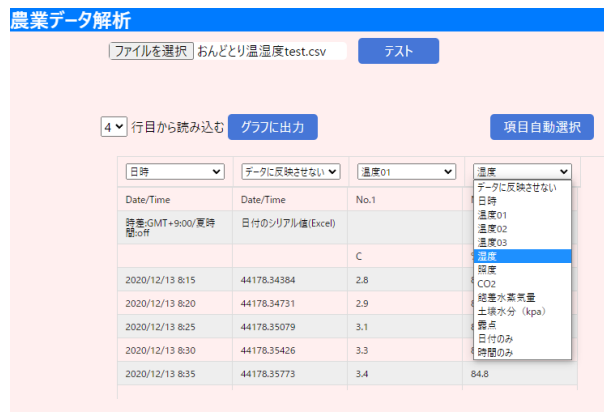 農業データ解析
ファイルを選択 おんどとり温湿度test.csv テスト
4 行目から読み込む グラフに出力 項目自動選択
日時 データに反映させない 温度01 湿度
Date/Time Date/Time No.1
時差:GMT+9:00/夏時間:off 日付のシリアル値(Excel)
C
2020/12/13 8:15 44178.34384 2.8
2020/12/13 8:20 44178.34731 2.9
2020/12/13 8:25 44178.35079 3.1
2020/12/13 8:30 44178.35426 3.3
2020/12/13 8:35 44178.35773 3.4 84.8
データに反映させない
日時
温度01
温度02
温度03
湿度
照度
CO2
飽差水蒸気量
土壌水分（kpa）
露点
日付のみ
時間のみ